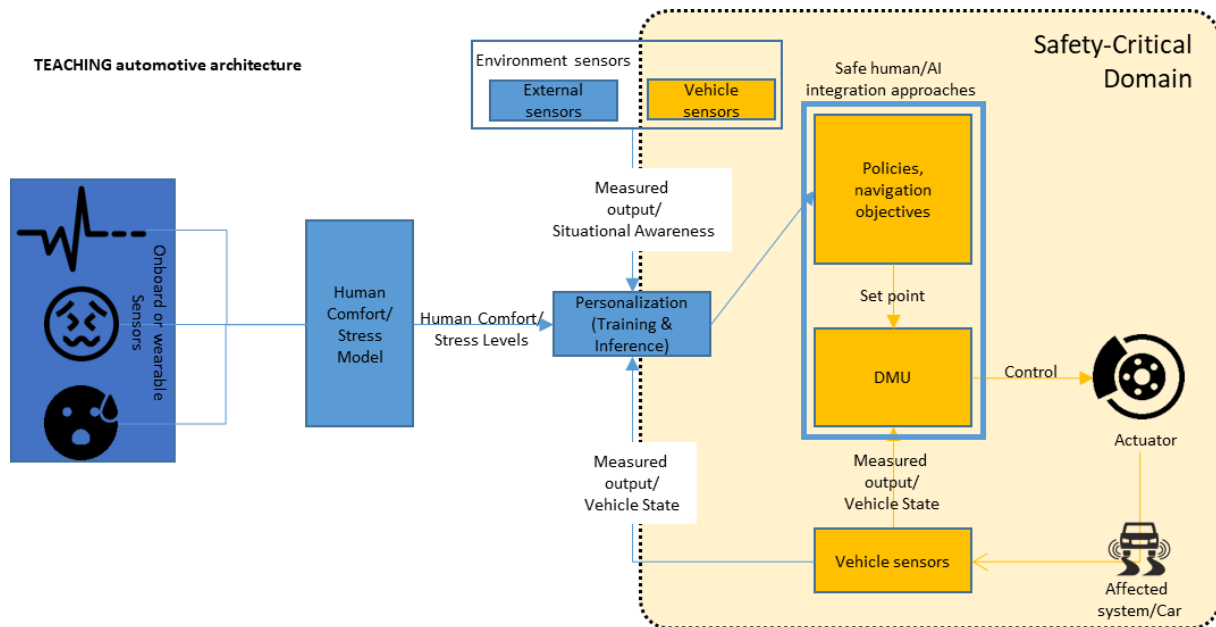 TEACHING automotive architecture
Environment sensors
External
sensors
Vehicle
sensors
Safety-Critical
Domain
Safe human/AI
integration approaches
Policies,
navigation
objectives
Measured
output/
Situational Awareness
Onboard or wearable
Sensors
Human
Comfort/
Stress
Model
Human Comfort/
Stress Levels
Personalization
(Training &
Inference)
Set point
DMU
Control
Actuator
Measured
output/
Vehicle State
Measured
output/
Vehicle State
Vehicle sensors
Affected
system/Car